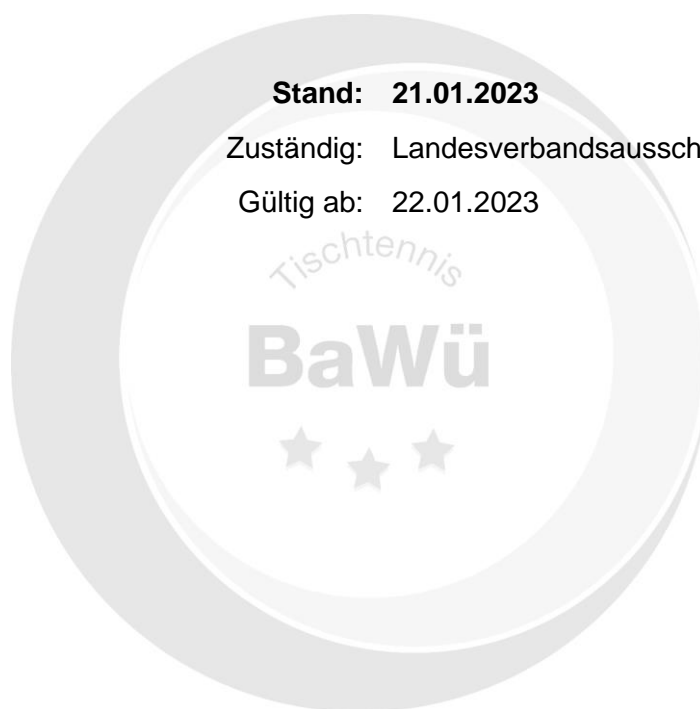 Stand: 21.01.2023
Zuständig: Landesverbandsaussch
Gültig ab: 22.01.2023
Tischtennis
BaWü